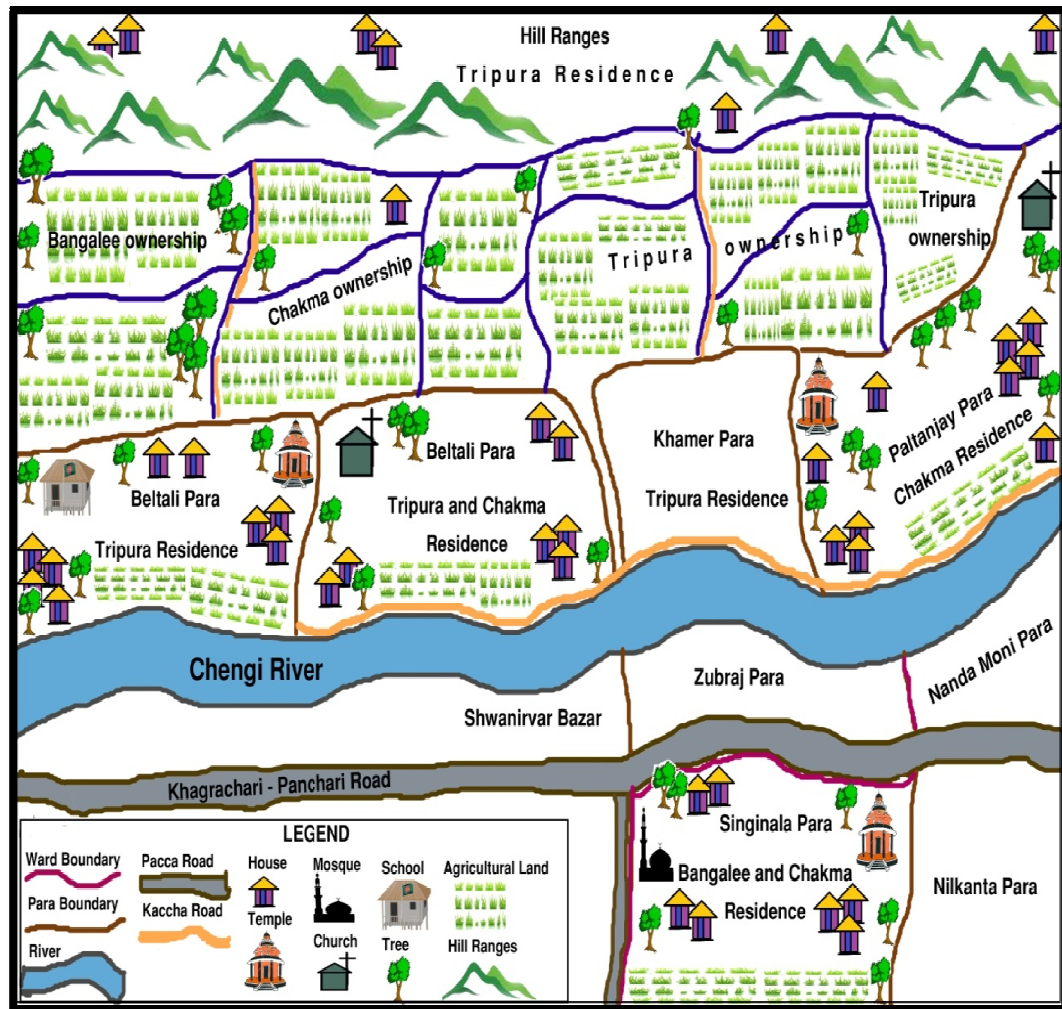 Hill Ranges
Tripura Residence
Bangalee ownership
Chakma ownership
Tripura ownership
Tripura
ownership
Beltali Para
Tripura Residence
Beltali Para
Tripura and Chakma
Residence
Khamer Para
Tripura Residence
Paltanjay Para
Chakma Residence
Chengi River
Shwanirvar Bazar
Zubraj Para
Nanda Moni Para
Khagrachari - Panchari Road
Singinala Para
Bangalee and Chakma
Residence
Nilkanta Para
LEGEND
Ward Boundary
Pacca Road
House
Mosque
School
Agricultural Land
Para Boundary
Kaccha Road
Temple
Church
Tree
Hill Ranges
River